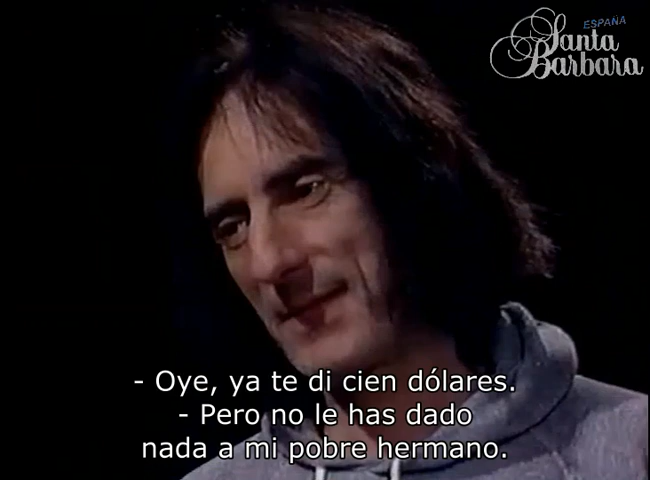 ESPAÑA
Santa
Barbara
- Oye, ya te di cien dólares.
- Pero no le has dado
nada a mi pobre hermano.